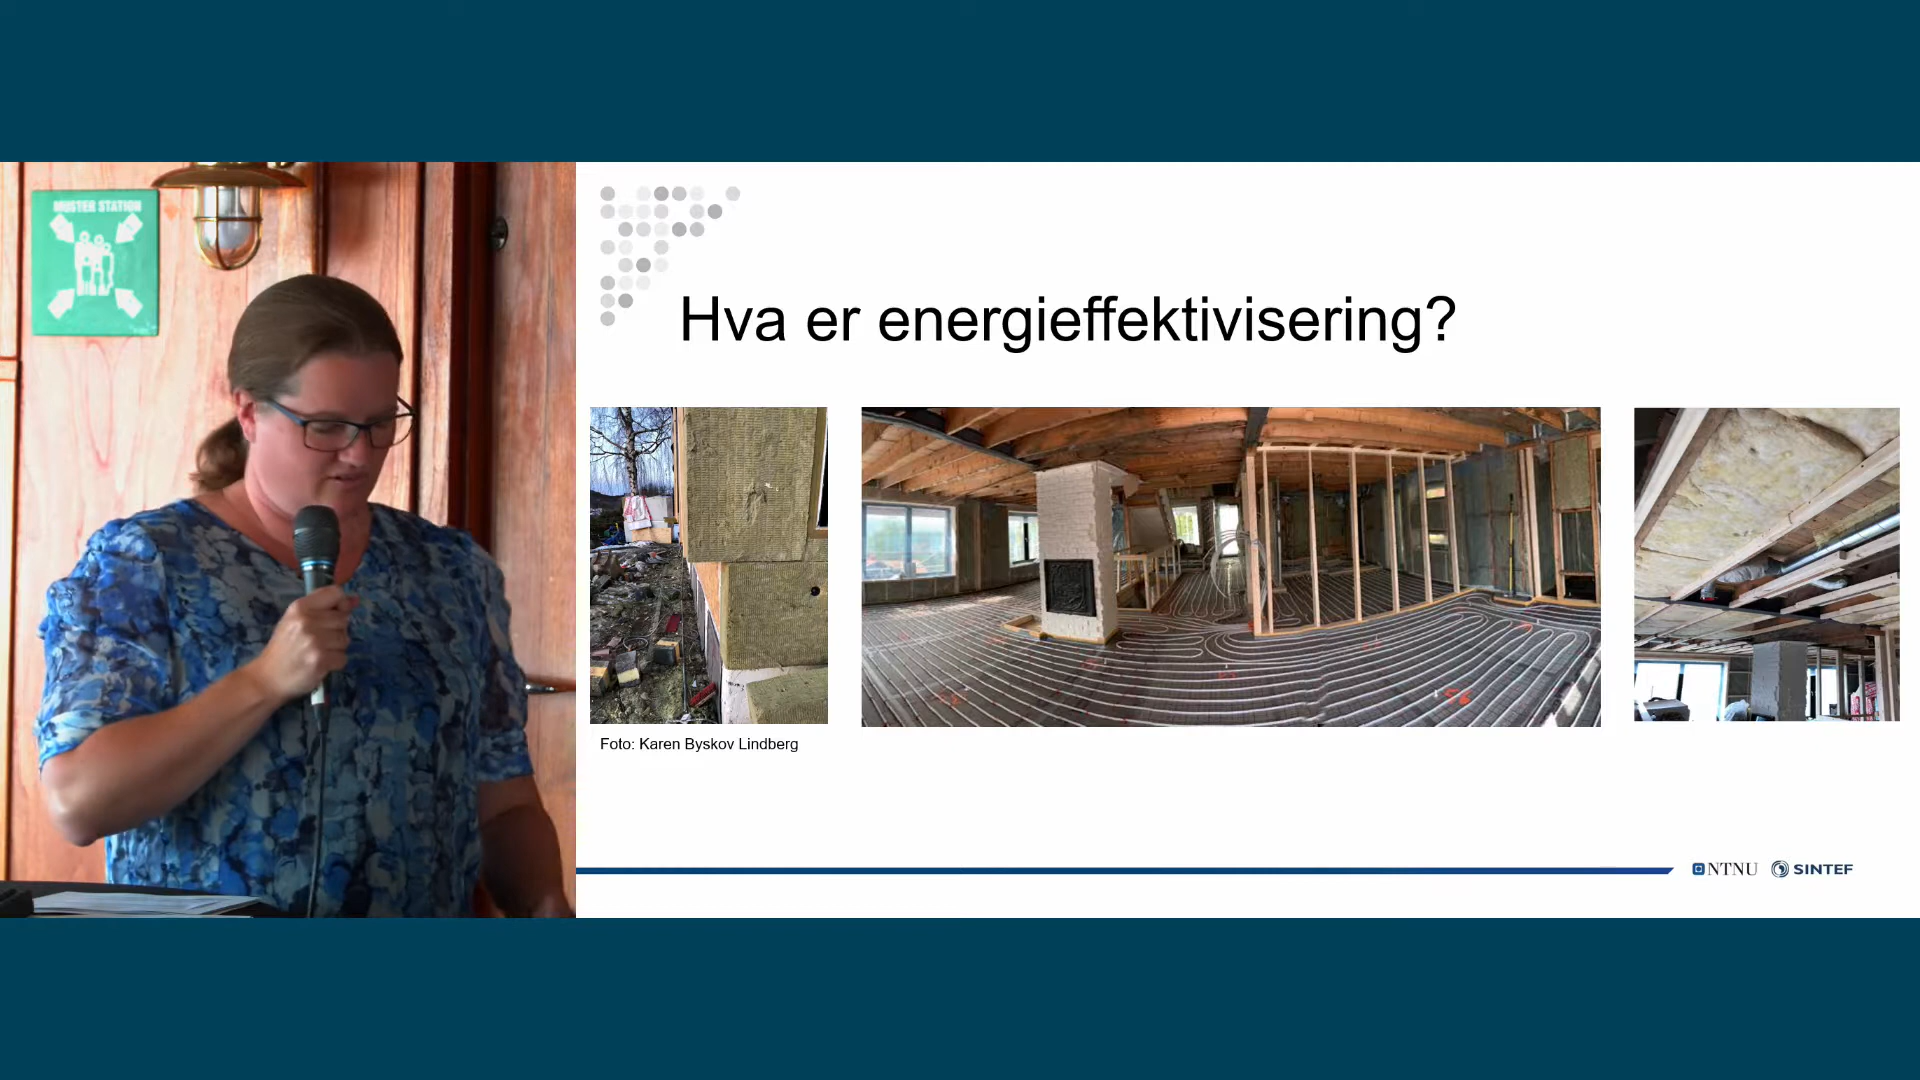 MUSTER STATION
Hva er energieffektivisering?
Foto: Karen Byskov Lindberg
NTNU SINTEF